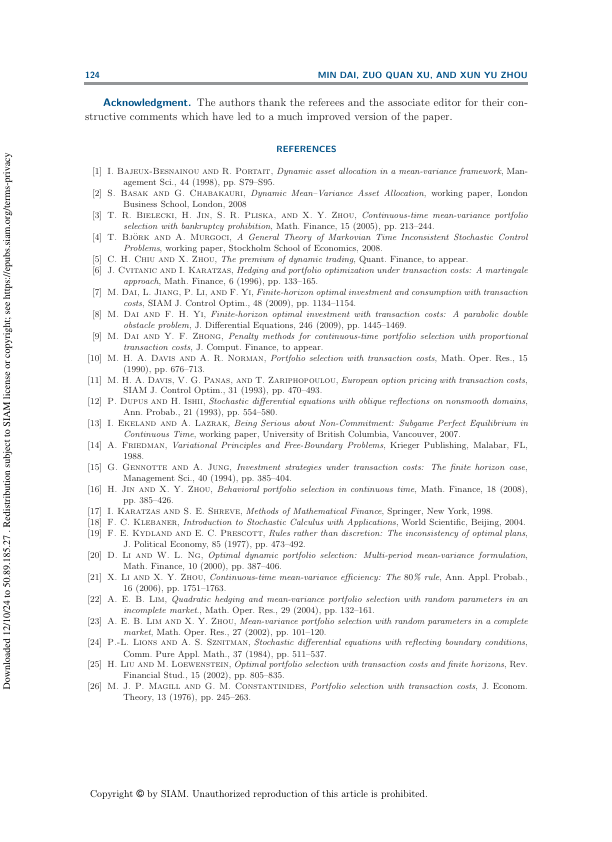 124 MIN DAI, ZUO QUAN XU, AND XUN YU ZHOU
Acknowledgment. The authors thank the referees and the associate editor for their con-
structive comments which have led to a much improved version of the paper.
REFERENCES
[1] I. BAJEUX-BESNAINOU AND R. PORTAIT, Dynamic asset allocation in a mean-variance framework, Man-
agement Sci., 44 (1998), pp. S79–S95.
[2] S. BASAK AND G. CHABAKAURI, Dynamic Mean–Variance Asset Allocation, working paper, London
Business School, London, 2008
[3] T. R. BIELECKI, H. JIN, S. R. PLISKA, AND X. Y. ZHOU, Continuous-time mean-variance portfolio
selection with bankruptcy prohibition, Math. Finance, 15 (2005), pp. 213–244.
[4] T. BJÖRK AND A. MURGOCI, A General Theory of Markovian Time Inconsistent Stochastic Control
Problems, working paper, Stockholm School of Economics, 2008.
[5] C. H. CHIU AND X. ZHOU, The premium of dynamic trading, Quant. Finance, to appear.
[6] J. CVITANIC AND I. KARATZAS, Hedging and portfolio optimization under transaction costs: A martingale
approach, Math. Finance, 6 (1996), pp. 133–165.
[7] M. DAI, L. JIANG, P. LI, AND F. YI, Finite-horizon optimal investment and consumption with transaction
costs, SIAM J. Control Optim., 48 (2009), pp. 1134–1154.
[8] M. DAI AND F. H. YI, Finite-horizon optimal investment with transaction costs: A parabolic double
obstacle problem, J. Differential Equations, 246 (2009), pp. 1445–1469.
[9] M. DAI AND Y. F. ZHONG, Penalty methods for continuous-time portfolio selection with proportional
transaction costs, J. Comput. Finance, to appear.
[10] M. H. A. DAVIS AND A. R. NORMAN, Portfolio selection with transaction costs, Math. Oper. Res., 15
(1990), pp. 676–713.
[11] M. H. A. DAVIS, V. G. PANAS, AND T. ZARIPHOPOULOU, European option pricing with transaction costs,
SIAM J. Control Optim., 31 (1993), pp. 470–493.
[12] P. DUPUS AND H. ISHII, Stochastic differential equations with oblique reflections on nonsmooth domains,
Ann. Probab., 21 (1993), pp. 554–580.
[13] I. EKELAND AND A. LAZRAK, Being Serious about Non-Commitment: Subgame Perfect Equilibrium in
Continuous Time, working paper, University of British Columbia, Vancouver, 2007.
[14] A. FRIEDMAN, Variational Principles and Free-Boundary Problems, Krieger Publishing, Malabar, FL,
1988.
[15] G. GENNOTTE AND A. JUNG, Investment strategies under transaction costs: The finite horizon case,
Management Sci., 40 (1994), pp. 385–404.
[16] H. JIN AND X. Y. ZHOU, Behavioral portfolio selection in continuous time, Math. Finance, 18 (2008),
pp. 385–426.
[17] I. KARATZAS AND S. E. SHREVE, Methods of Mathematical Finance, Springer, New York, 1998.
[18] F. C. KLEBANER, Introduction to Stochastic Calculus with Applications, World Scientific, Beijing, 2004.
[19] F. E. KYDLAND AND E. C. PRESCOTT, Rules rather than discretion: The inconsistency of optimal plans,
J. Political Economy, 85 (1977), pp. 473–492.
[20] D. LI AND W. L. NG, Optimal dynamic portfolio selection: Multi-period mean-variance formulation,
Math. Finance, 10 (2000), pp. 387–406.
[21] X. LI AND X. Y. ZHOU, Continuous-time mean-variance efficiency: The 80% rule, Ann. Appl. Probab.,
16 (2006), pp. 1751–1763.
[22] A. E. B. LIM, Quadratic hedging and mean-variance portfolio selection with random parameters in an
incomplete market., Math. Oper. Res., 29 (2004), pp. 132–161.
[23] A. E. B. LIM AND X. Y. ZHOU, Mean-variance portfolio selection with random parameters in a complete
market, Math. Oper. Res., 27 (2002), pp. 101–120.
[24] P.-L. LIONS AND A. S. SZNITMAN, Stochastic differential equations with reflecting boundary conditions,
Comm. Pure Appl. Math., 37 (1984), pp. 511–537.
[25] H. LIU AND M. LOEWENSTEIN, Optimal portfolio selection with transaction costs and finite horizons, Rev.
Financial Stud., 15 (2002), pp. 805–835.
[26] M. J. P. MAGILL AND G. M. CONSTANTINIDES, Portfolio selection with transaction costs, J. Econom.
Theory, 13 (1976), pp. 245–263.
Copyright © by SIAM. Unauthorized reproduction of this article is prohibited.
Downloaded 12/10/24 to 50.89.185.27 . Redistribution subject to SIAM license or copyright; see https://epubs.siam.org/terms-privacy